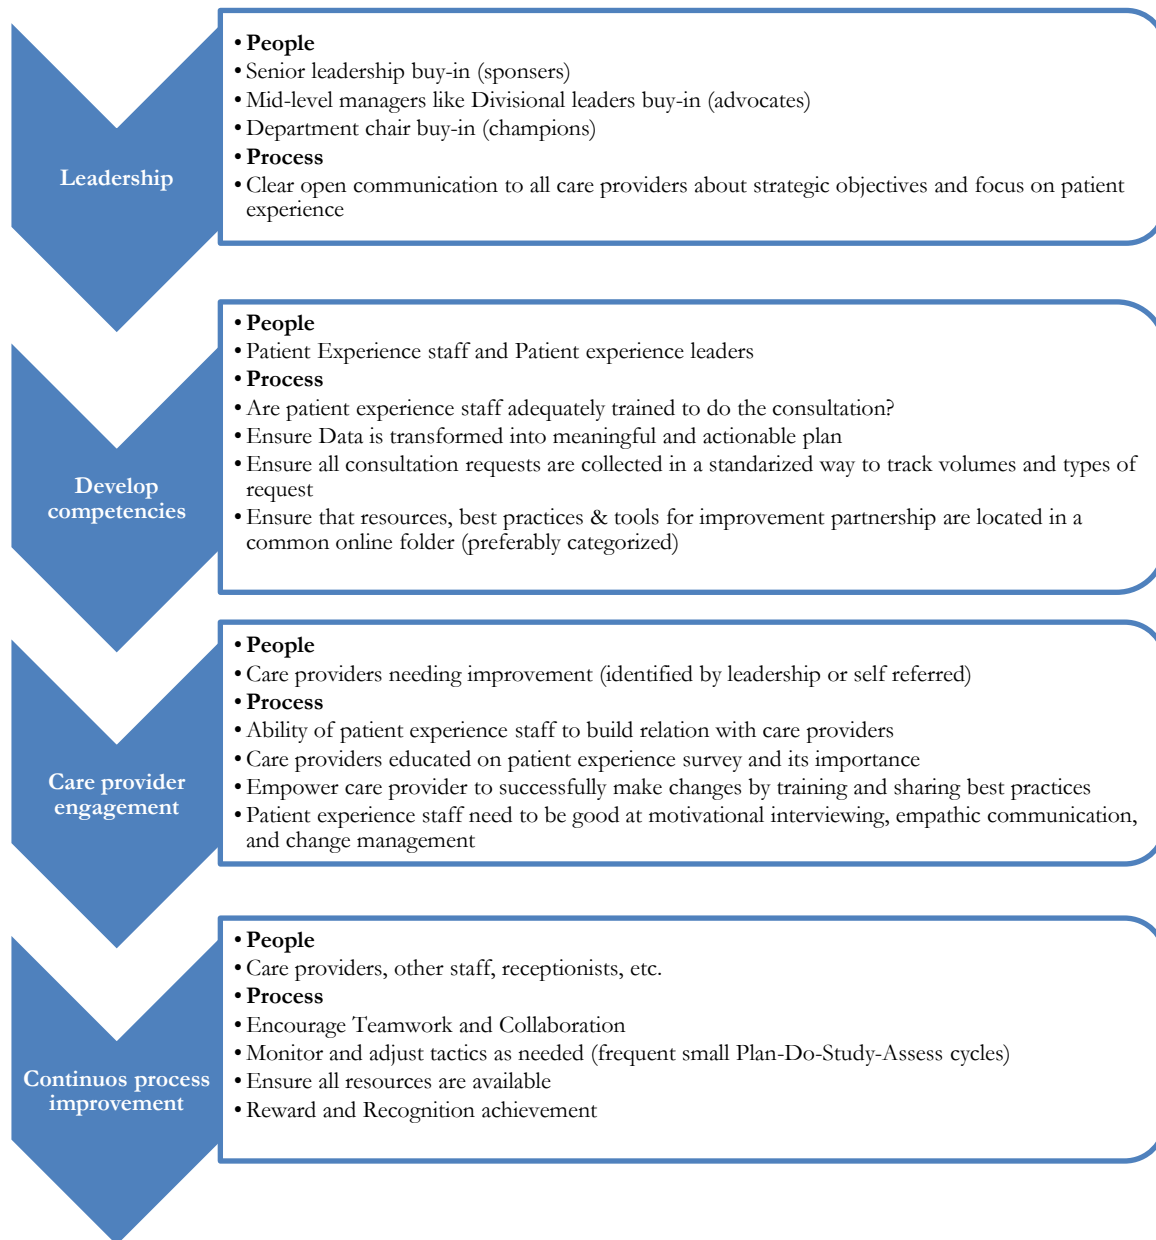 Leadership
• People
• Senior leadership buy-in (sponsers)
• Mid-level managers like Divisional leaders buy-in (advocates)
• Department chair buy-in (champions)
• Process
• Clear open communication to all care providers about strategic objectives and focus on patient
experience
Develop
competencies
• People
• Patient Experience staff and Patient experience leaders
• Process
• Are patient experience staff adequately trained to do the consultation?
• Ensure Data is transformed into meaningful and actionable plan
• Ensure all consultation requests are collected in a standarized way to track volumes and types of
request
• Ensure that resources, best practices & tools for improvement partnership are located in a
common online folder (preferably categorized)
Care provider
engagement
• People
• Care providers needing improvement (identified by leadership or self referred)
• Process
• Ability of patient experience staff to build relation with care providers
• Care providers educated on patient experience survey and its importance
• Empower care provider to successfully make changes by training and sharing best practices
• Patient experience staff need to be good at motivational interviewing, empathic communication,
and change management
Continuos process
improvement
• People
• Care providers, other staff, receptionists, etc.
• Process
• Encourage Teamwork and Collaboration
• Monitor and adjust tactics as needed (frequent small Plan-Do-Study-Assess cycles)
• Ensure all resources are available
• Reward and Recognition achievement